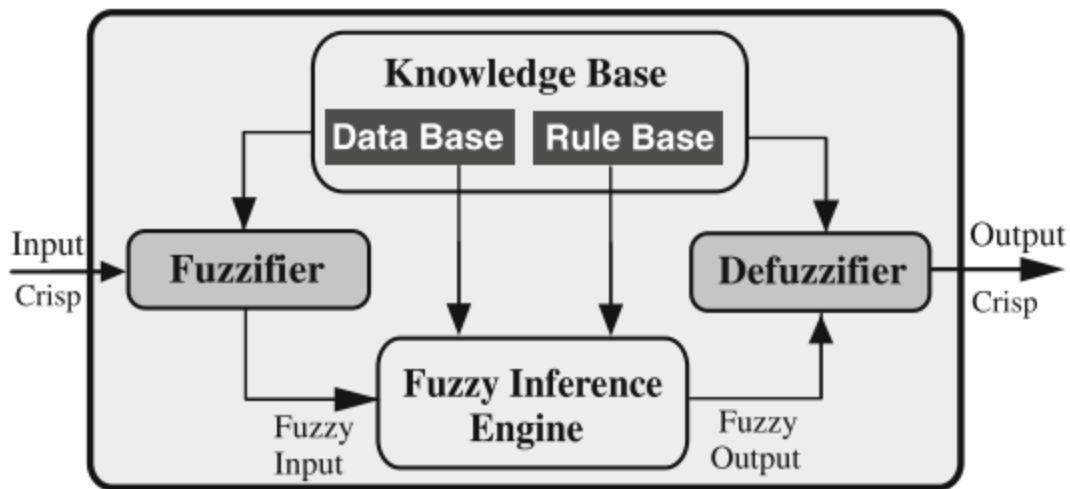 Knowledge Base
Data Base
Rule Base
Input
Crisp
Fuzzifier
Defuzzifier
Output
Crisp
Fuzzy Inference
Engine
Fuzzy
Input
Fuzzy
Output